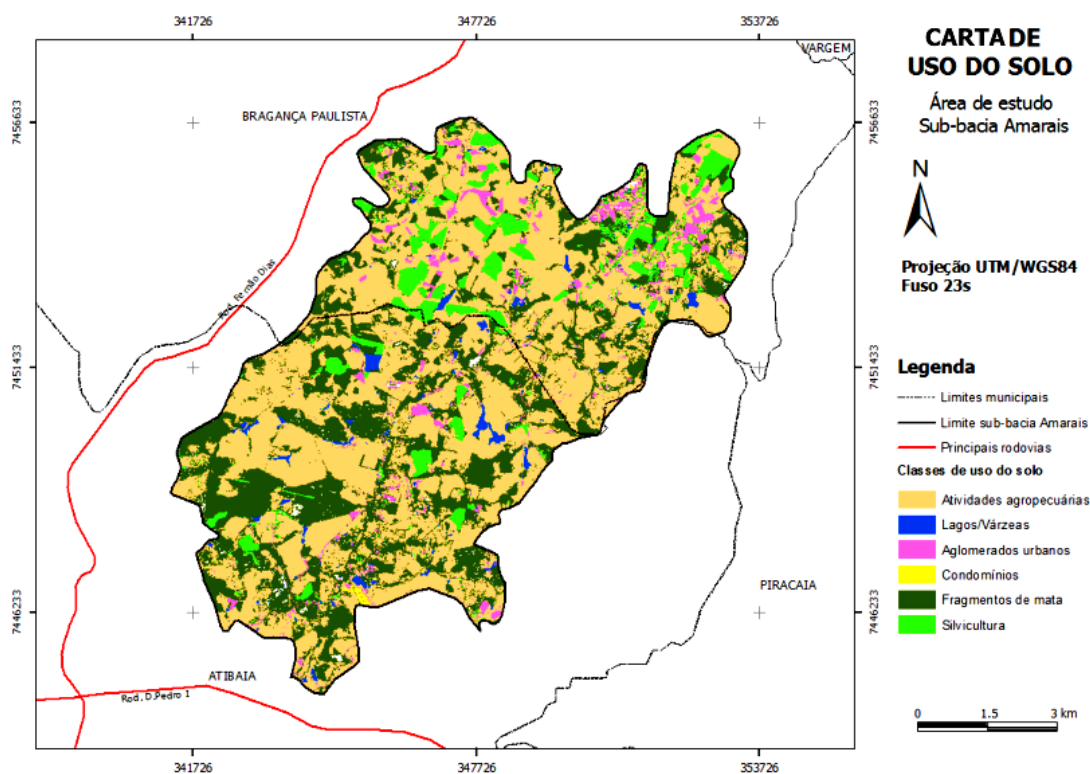 341726
347726
353726
CARTA DE
USO DO SOLO
Área de estudo
Sub-bacia Amarais
VARGEM
BRAGANÇA PAULISTA
7456633
7456633
N
Projeção UTM/WGS84
Fuso 23s
Rod. Fernão Dias
7451433
7451433
Legenda
Limites municipais
Limite sub-bacia Amarais
Principais rodovias
Classes de uso do solo
Atividades agropecuárias
Lagos/Várzeas
Aglomerados urbanos
Condomínios
Fragmentos de mata
Silvicultura
PIRACAIA
7446233
7446233
ATIBAIA
Rod. D.Pedro 1
0 1.5 3 km
341726
347726
353726